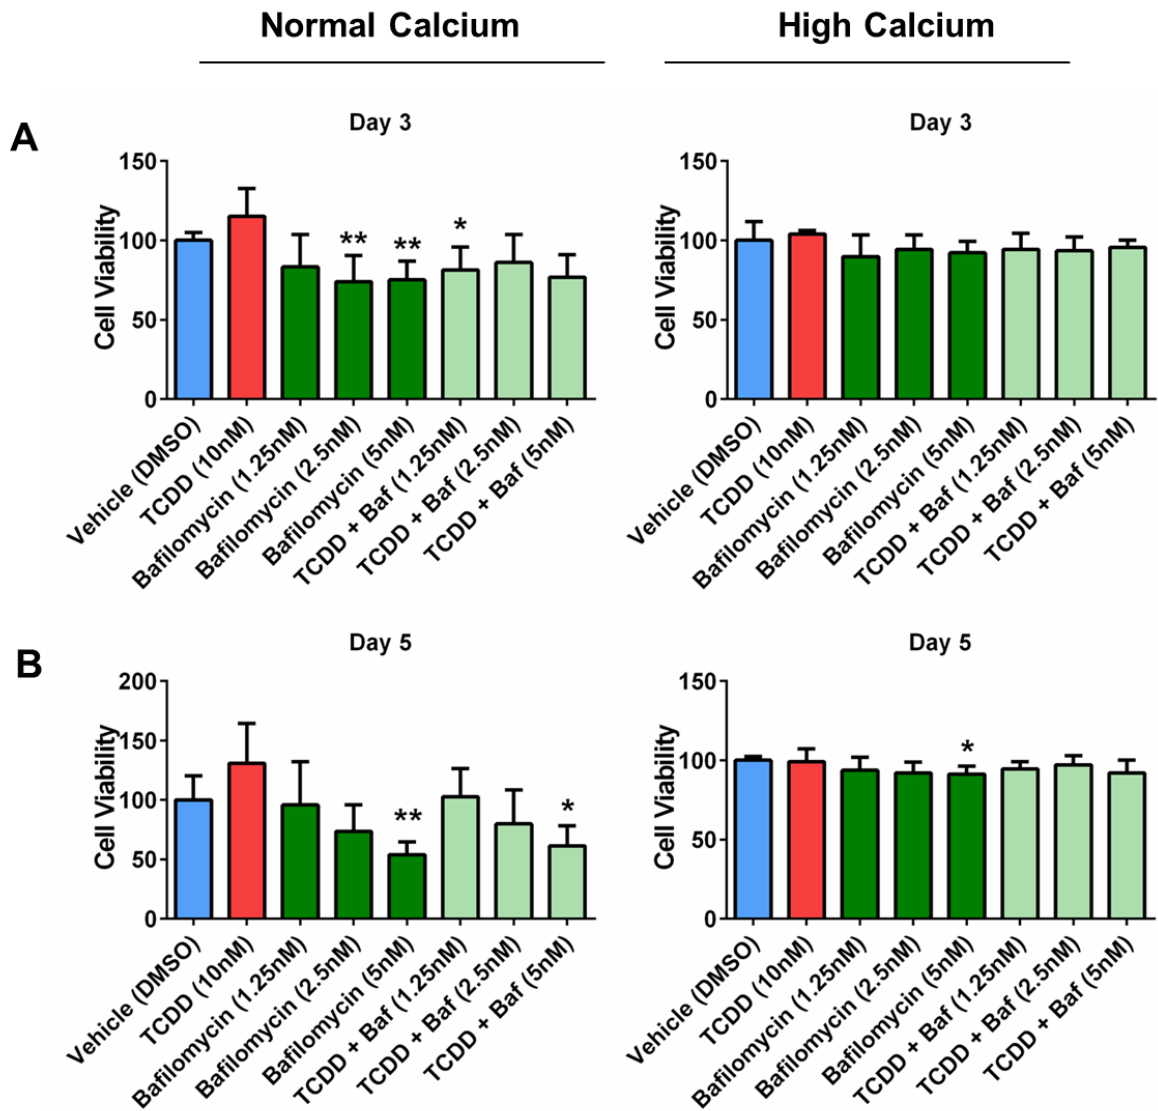 Normal Calcium
High Calcium
A
Day 3
Day 3
Cell Viability
150
100
50
0
** ** *
Vehicle (DMSO)
TCDD (10nM)
Bafilomycin (1.25nM)
Bafilomycin (2.5nM)
Bafilomycin (5nM)
TCDD + Baf (1.25nM)
TCDD + Baf (2.5nM)
TCDD + Baf (5nM)
Cell Viability
150
100
50
0
Vehicle (DMSO)
TCDD (10nM)
Bafilomycin (1.25nM)
Bafilomycin (2.5nM)
Bafilomycin (5nM)
TCDD + Baf (1.25nM)
TCDD + Baf (2.5nM)
TCDD + Baf (5nM)
B
Day 5
Day 5
Cell Viability
200
150
100
50
0
** *
Vehicle (DMSO)
TCDD (10nM)
Bafilomycin (1.25nM)
Bafilomycin (2.5nM)
Bafilomycin (5nM)
TCDD + Baf (1.25nM)
TCDD + Baf (2.5nM)
TCDD + Baf (5nM)
Cell Viability
150
100
50
0
*
Vehicle (DMSO)
TCDD (10nM)
Bafilomycin (1.25nM)
Bafilomycin (2.5nM)
Bafilomycin (5nM)
TCDD + Baf (1.25nM)
TCDD + Baf (2.5nM)
TCDD + Baf (5nM)